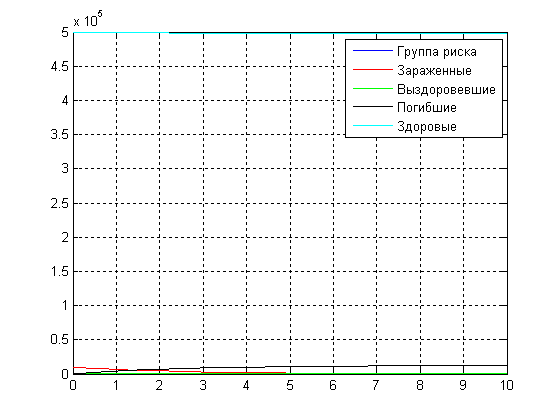 x 10^5
5
4.5
4
3.5
3
2.5
2
1.5
1
0.5
0
0 1 2 3 4 5 6 7 8 9 10
Группа риска
Зараженные
Выздоровевшие
Погибшие
Здоровые